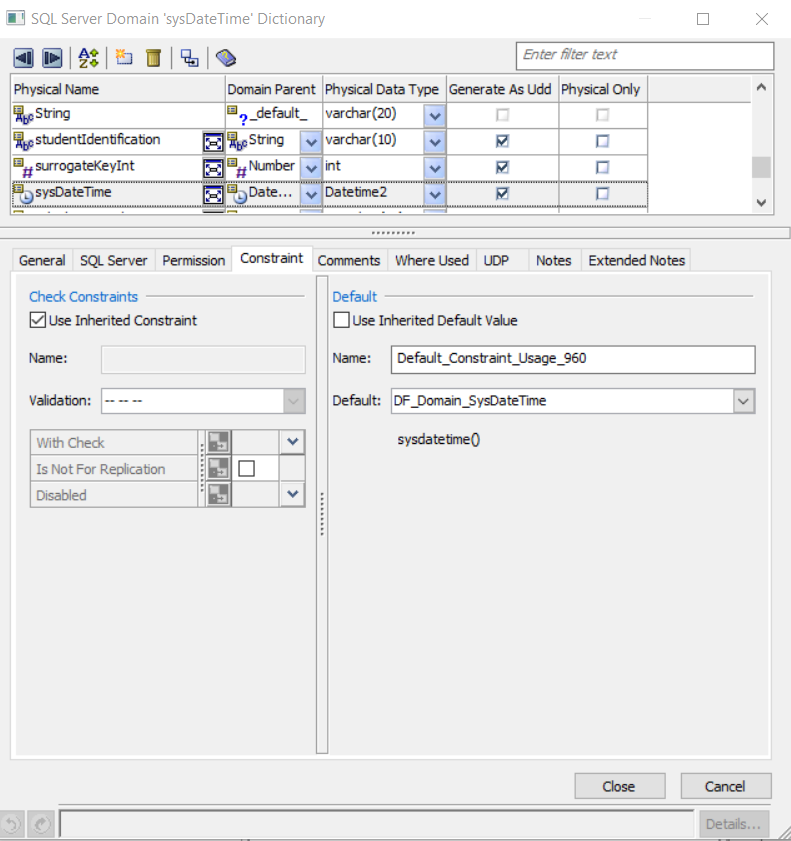 SQL Server Domain 'sysDateTime' Dictionary
Enter filter text
Physical Name Domain Parent Physical Data Type Generate As Udd Physical Only
String _default_ varchar(20)
studentIdentification String varchar(10)
surrogateKeyInt Number int
sysDateTime Date... Datetime2
General SQL Server Permission Constraint Comments Where Used UDP Notes Extended Notes
Check Constraints
Use Inherited Constraint
Name:
Validation: -- -- --
With Check
Is Not For Replication
Disabled
Default
Use Inherited Default Value
Name: Default_Constraint_Usage_960
Default: DF_Domain_SysDateTime
sysdatetime()
Close Cancel
Details...